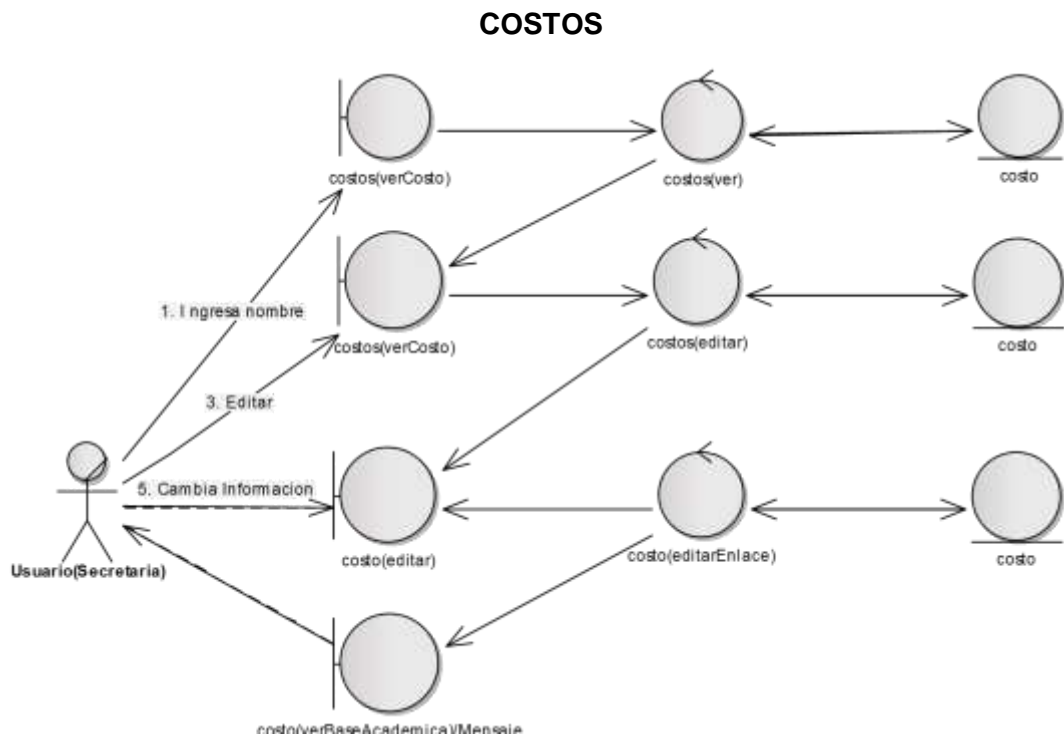 COSTOS
costos(verCosto)
costos(ver)
costo
1. Ingresa nombre
costos(verCosto)
costos(editar)
costo
3. Editar
5. Cambia Informacion
costo(editar)
costo(editarEnlace)
costo
Usuario(Secretaria)
costo(verBaseAcademica)/Mensaje